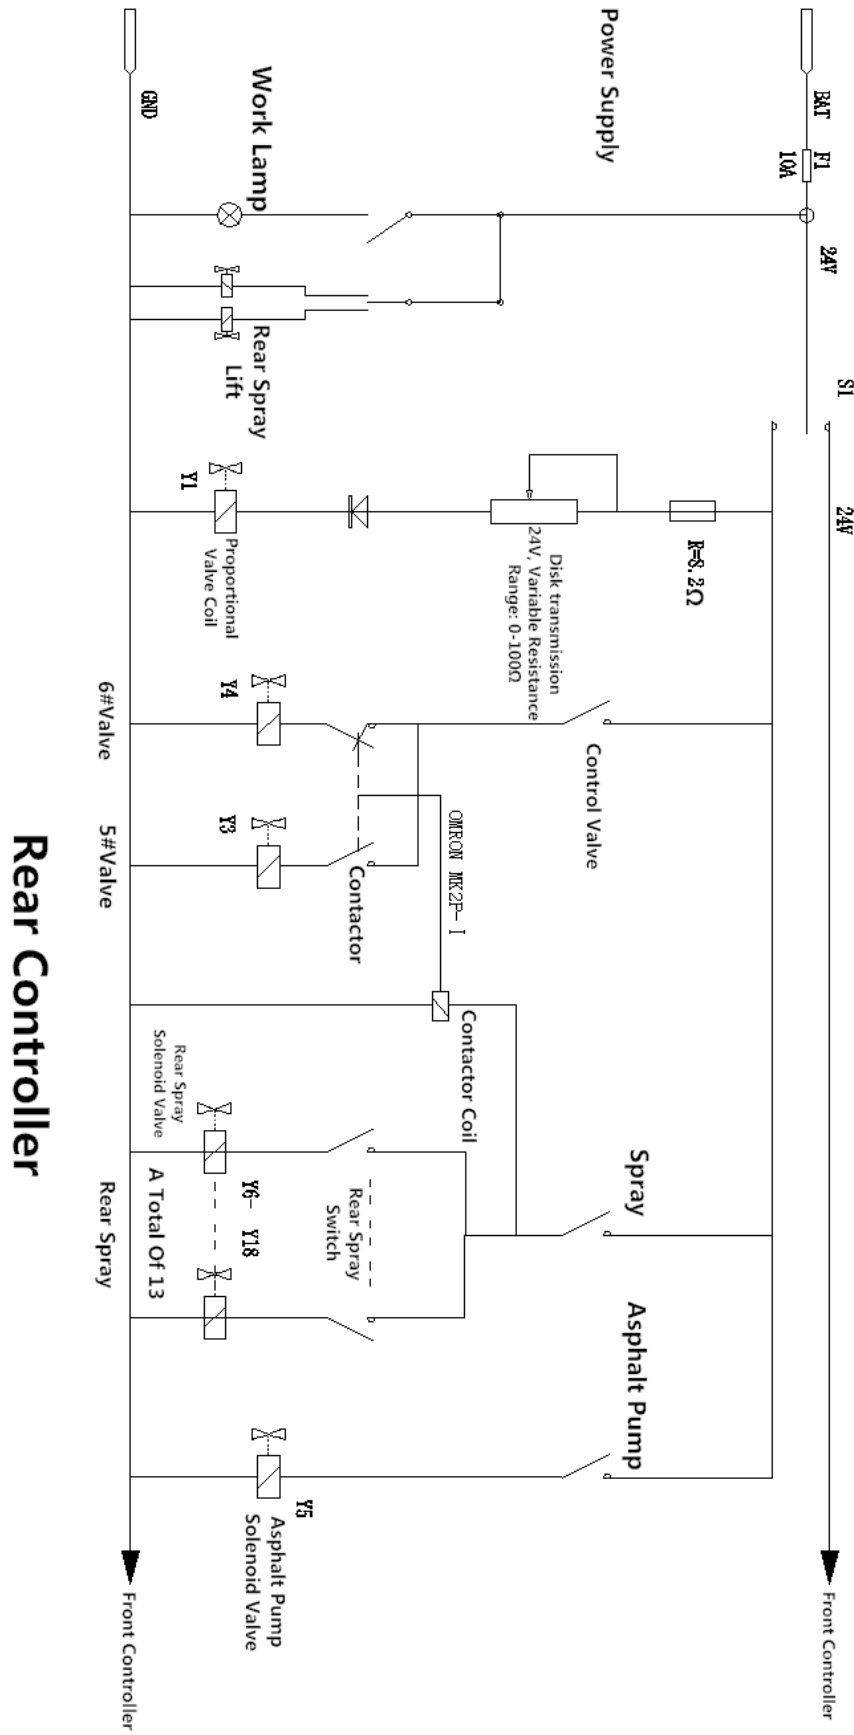 BAT
F1
10A
24V
S1
24V
Front Controller
Power Supply
R=8.2Ω
Disk transmission
24V, Variable Resistance
Range: 0-100Ω
Control Valve
Spray
Asphalt Pump
OMRON MK2P-I
Contactor
Contactor Coil
Rear Spray
Switch
Work Lamp
Rear Spray
Lift
Y1
Proportional
Valve Coil
Y4
Y3
Y6- Y18
Y5
Asphalt Pump
Solenoid Valve
Rear Spray
Solenoid Valve
A Total Of 13
GND
6#Valve
5#Valve
Rear Spray
Front Controller
Rear Controller